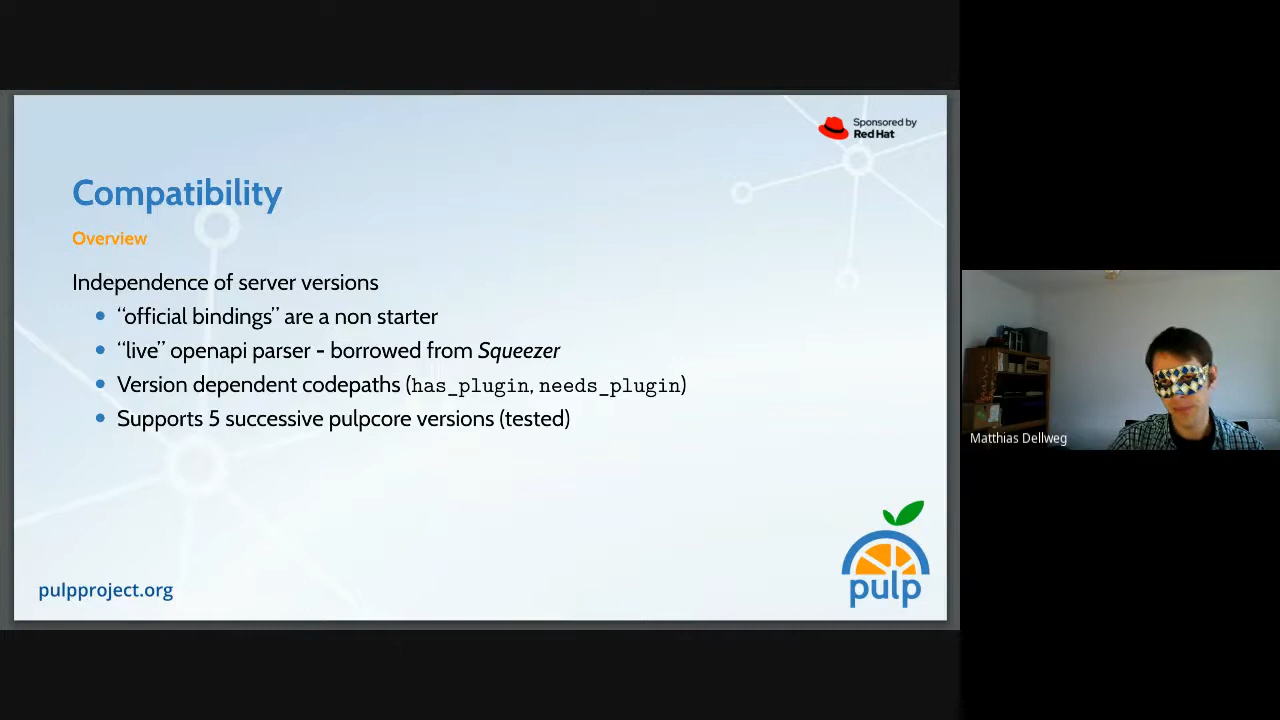 Sponsored by
Red Hat
Compatibility
Overview
Independence of server versions
“official bindings” are a non starter
“live” openapi parser - borrowed from Squeezer
Version dependent codepaths (has_plugin, needs_plugin)
Supports 5 successive pulpcore versions (tested)
pulpproject.org
pulp
Matthias Dellweg